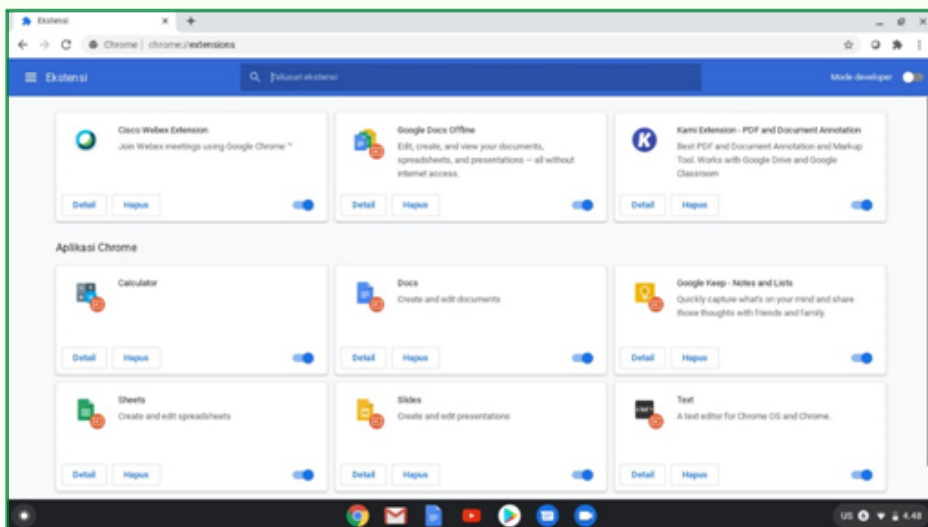 Ekstensi
Chrome | chrome://extensions
Ekstensi
Telusuri ekstensi
Mode developer
Cisco Webex Extension
Join Webex meetings using Google Chrome ™
Detail Hapus
Google Docs Offline
Edit, create, and view your documents,
spreadsheets, and presentations — all without
internet access.
Detail Hapus
Kami Extension - PDF and Document Annotation
Best PDF and Document Annotation and Markup
Tool. Works with Google Drive and Google
Classroom
Detail Hapus
Aplikasi Chrome
Calculator
Detail Hapus
Docs
Create and edit documents
Detail Hapus
Google Keep - Notes and Lists
Quickly capture what's on your mind and share
those thoughts with friends and family.
Detail Hapus
Sheets
Create and edit spreadsheets
Detail Hapus
Slides
Create and edit presentations
Detail Hapus
Text
A text editor for Chrome OS and Chrome.
Detail Hapus
US 4.48